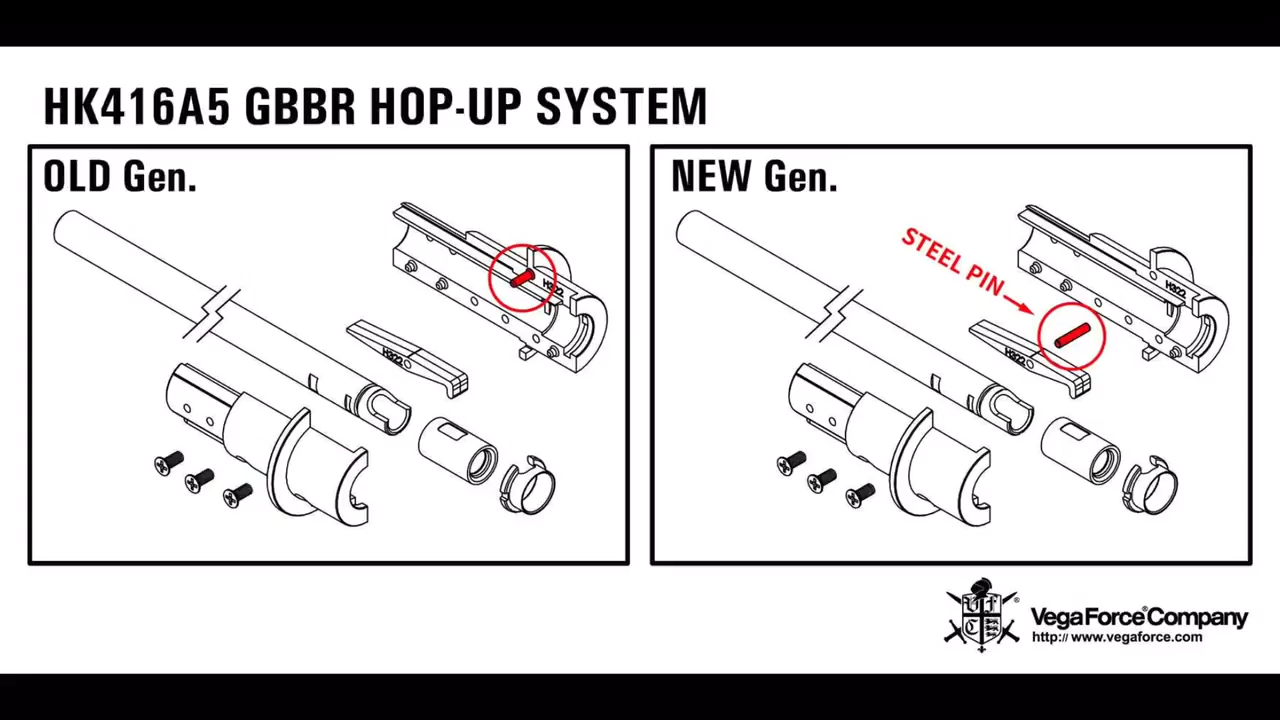 HK416A5 GBBR HOP-UP SYSTEM
OLD Gen.
H322
H322
NEW Gen.
STEEL PIN
H322
H322
VFC
VegaForce®Company
http:// www.vegaforce.com